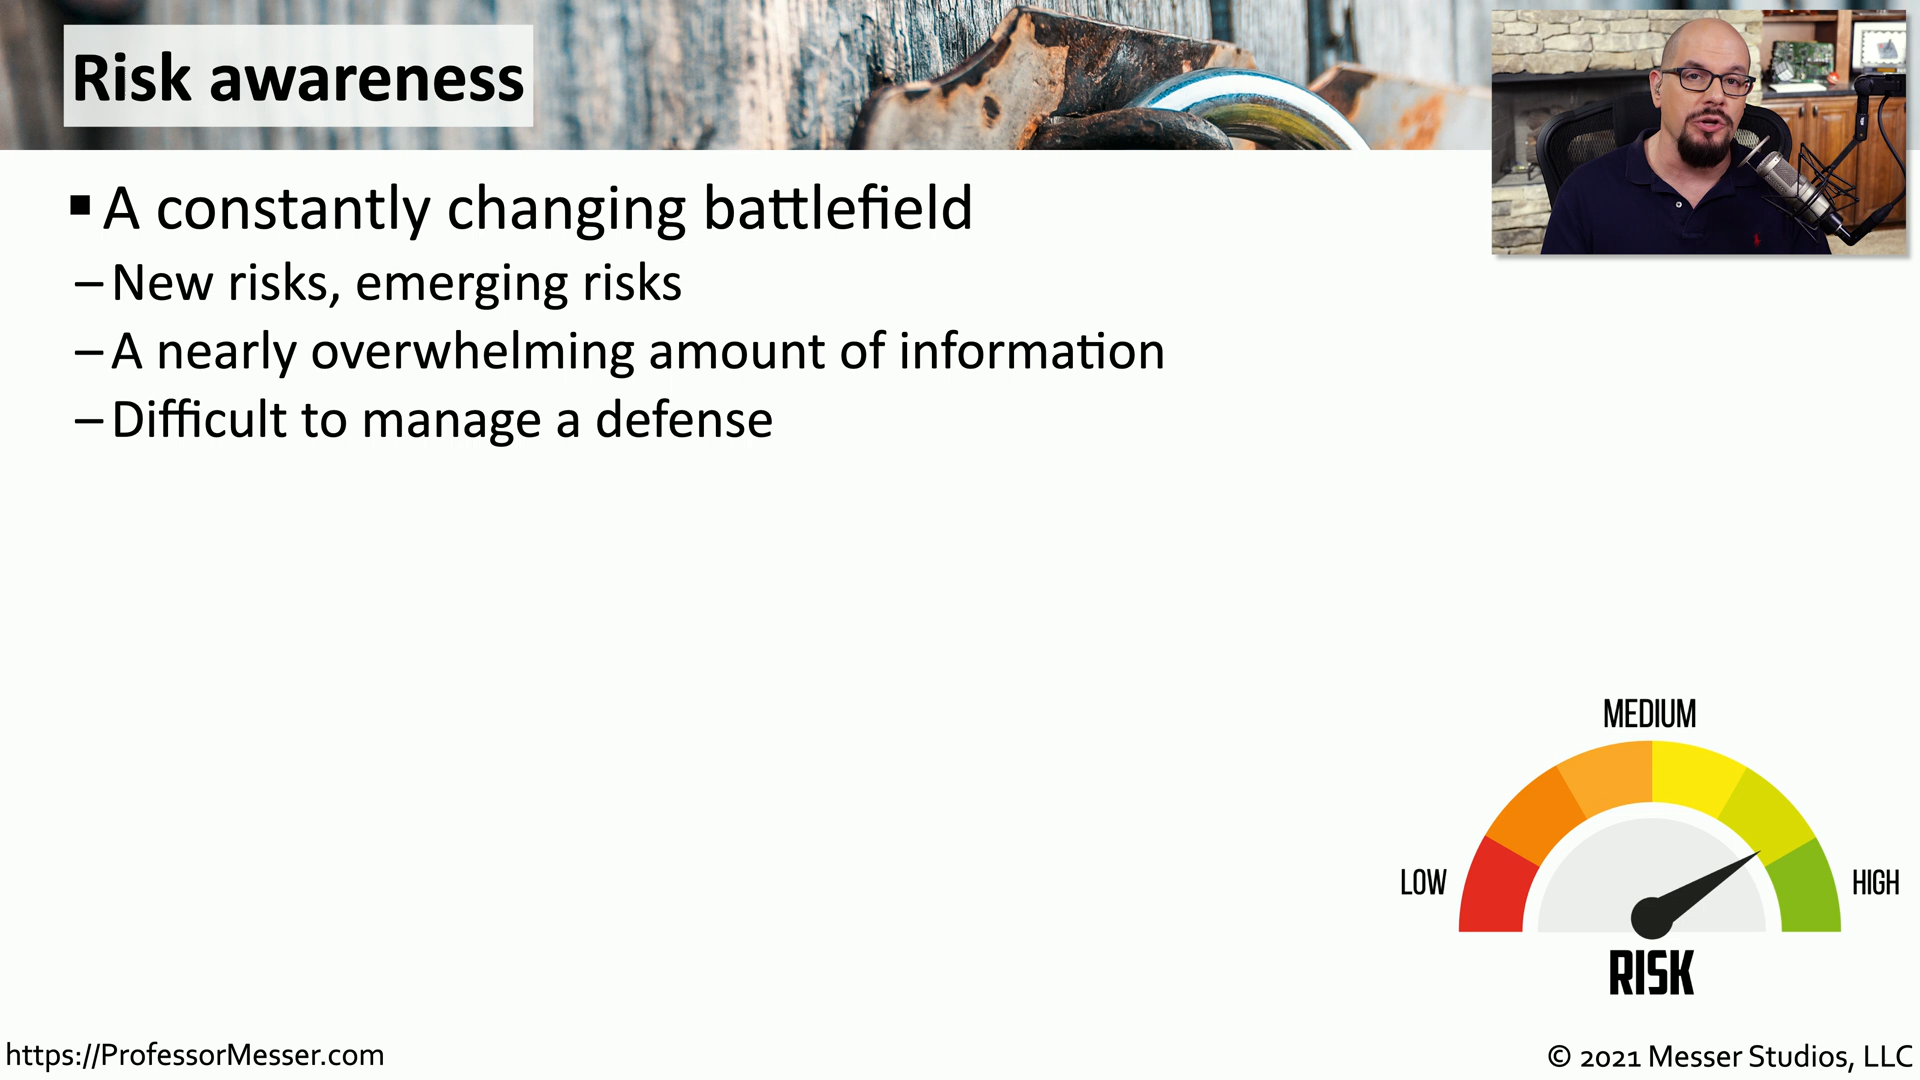 Risk awareness
▪ A constantly changing battlefield
– New risks, emerging risks
– A nearly overwhelming amount of information
– Difficult to manage a defense
MEDIUM
LOW
HIGH
RISK
https://ProfessorMesser.com
© 2021 Messer Studios, LLC